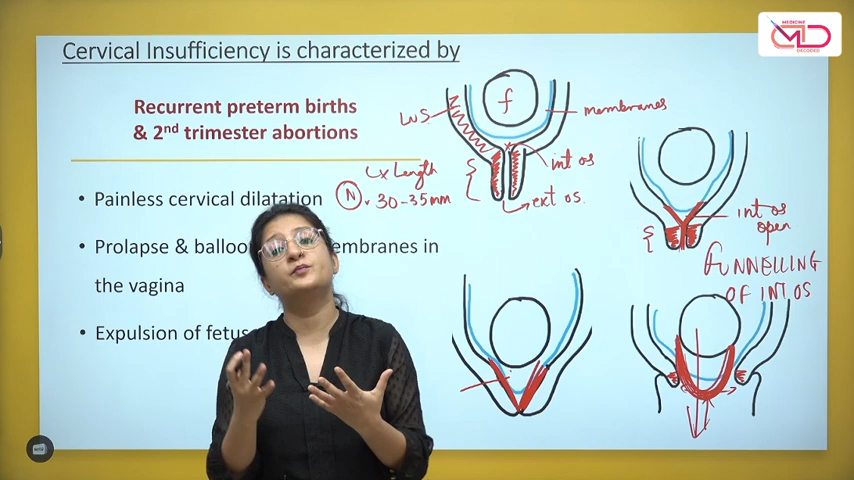 MEDICINE
MD
DECODED
Cervical Insufficiency is characterized by
Recurrent preterm births
& 2nd trimester abortions
• Painless cervical dilatation
• Prolapse & balloo membranes in
the vagina
• Expulsion of fetus
f
LUS
membranes
int os
Cx Length
N 30-35mm
ext os.
int os
open
FUNNELLING
OF INT OS